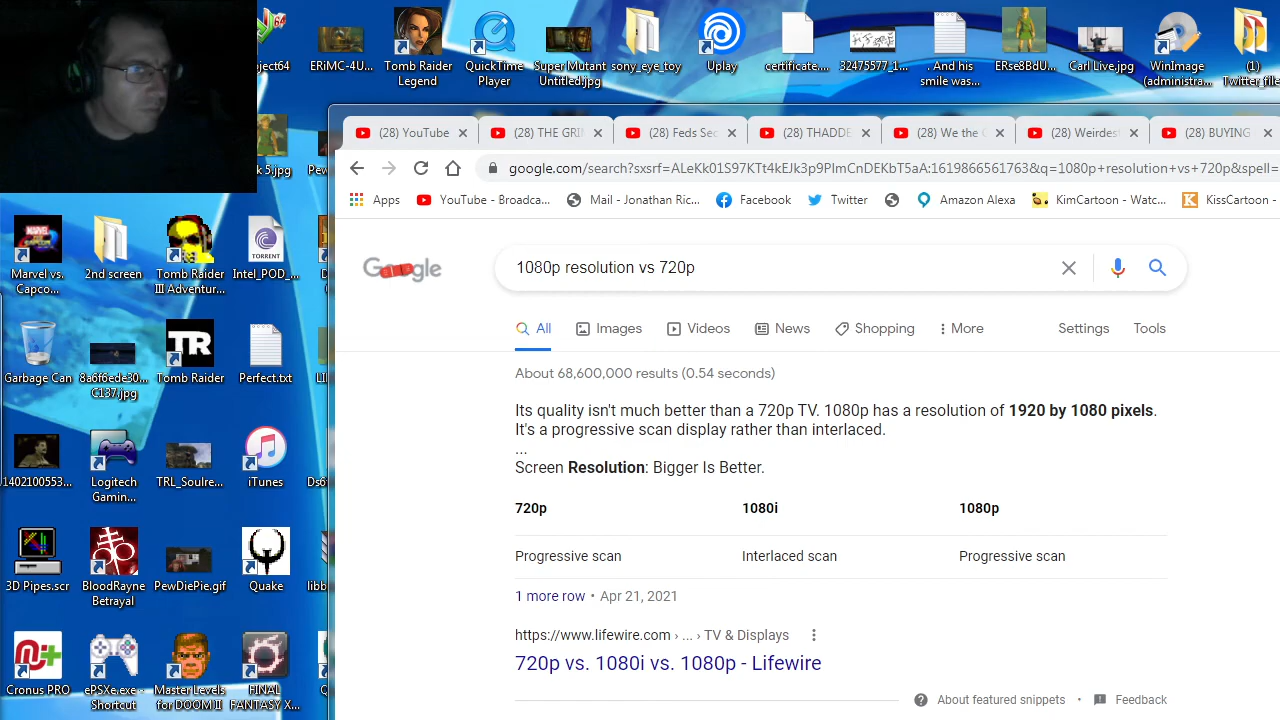 oject64
ERiMC-4U...
Tomb Raider
Legend
QuickTime
Player
Super Mutant
Untitled.jpg
sony_eye_toy
Uplay
certificate....
32475577_1...
. And his
smile was...
ERse8BdU...
Carl Live.jpg
WinImage
(administra...
(1)
Twitter_file
(28) YouTube
(28) THE GRI
(28) Feds Sec
(28) THADDE
(28) We the C
(28) Weirdes
(28) BUYING
k 5.jpg
Pew
google.com/search?sxsrf=ALeKk01S97KTt4kEJk3p9PlmCnDEKbT5aA:1619866561763&q=1080p+resolution+vs+720p&spell=
Apps
YouTube - Broadca...
Mail - Jonathan Ric...
Facebook
Twitter
Amazon Alexa
KimCartoon - Watc...
KissCartoon -
Google
1080p resolution vs 720p
Marvel vs.
Capco...
2nd screen
Tomb Raider
III Adventur...
TORRENT
Intel_POD_...
All
Images
Videos
News
Shopping
More
Settings
Tools
About 68,600,000 results (0.54 seconds)
Garbage Can
8a6f6ede30...
C137.jpg
TR
Tomb Raider
Perfect.txt
Its quality isn't much better than a 720p TV. 1080p has a resolution of 1920 by 1080 pixels.
It's a progressive scan display rather than interlaced.
...
Screen Resolution: Bigger Is Better.
1402100553...
Logitech
Gamin...
TRL_Soulre...
iTunes
720p
1080i
1080p
Progressive scan
Interlaced scan
Progressive scan
3D Pipes.scr
BloodRayne
Betrayal
PewDiePie.gif
Quake
libb
1 more row • Apr 21, 2021
https://www.lifewire.com › ... › TV & Displays
720p vs. 1080i vs. 1080p - Lifewire
Cronus PRO
ePSXe.exe -
Shortcut
Master Levels
for DOOM II
FINAL
FANTASY X...
About featured snippets
•
Feedback